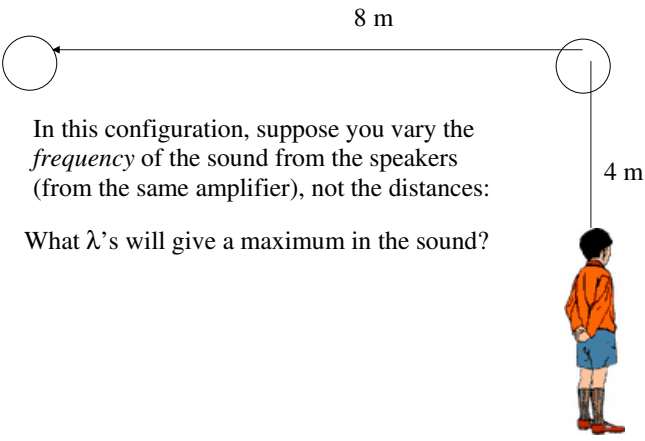 8 m
In this configuration, suppose you vary the
frequency of the sound from the speakers
(from the same amplifier), not the distances:
4 m
What λ’s will give a maximum in the sound?